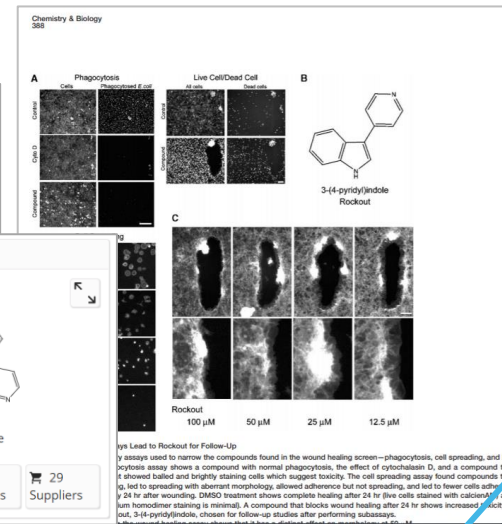 Chemistry & Biology
388
A
Phagocytosis
Cells
Phagocytosed E.coli
Control
Cyto D
Compound
Live Cell/Dead Cell
All cells
Dead cells
Control
Compound
B
N
N
H
3-(4-pyridyl)indole
Rockout
C
Rockout
100 µM
50 µM
25 µM
12.5 µM
29
Suppliers
ays Lead to Rockout for Follow-Up
y assays used to narrow the compounds found in the wound healing screen—phagocytosis, cell spreading, and
ocytosis assay shows a compound with normal phagocytosis, the effect of cytochalasin D, and a compound
t showed balled and brightly staining cells which suggest toxicity. The cell spreading assay found compounds
g, led to spreading with aberrant morphology, allowed adherence but not spreading, and led to fewer cells
y 24 hr after wounding. DMSO treatment shows complete healing after 24 hr (live cells stained with
ium homodimer staining is minimal). A compound that blocks wound healing after 24 hr shows increased
out, 3-(4-pyridyl)indole, chosen for follow-up studies after performing subassays.